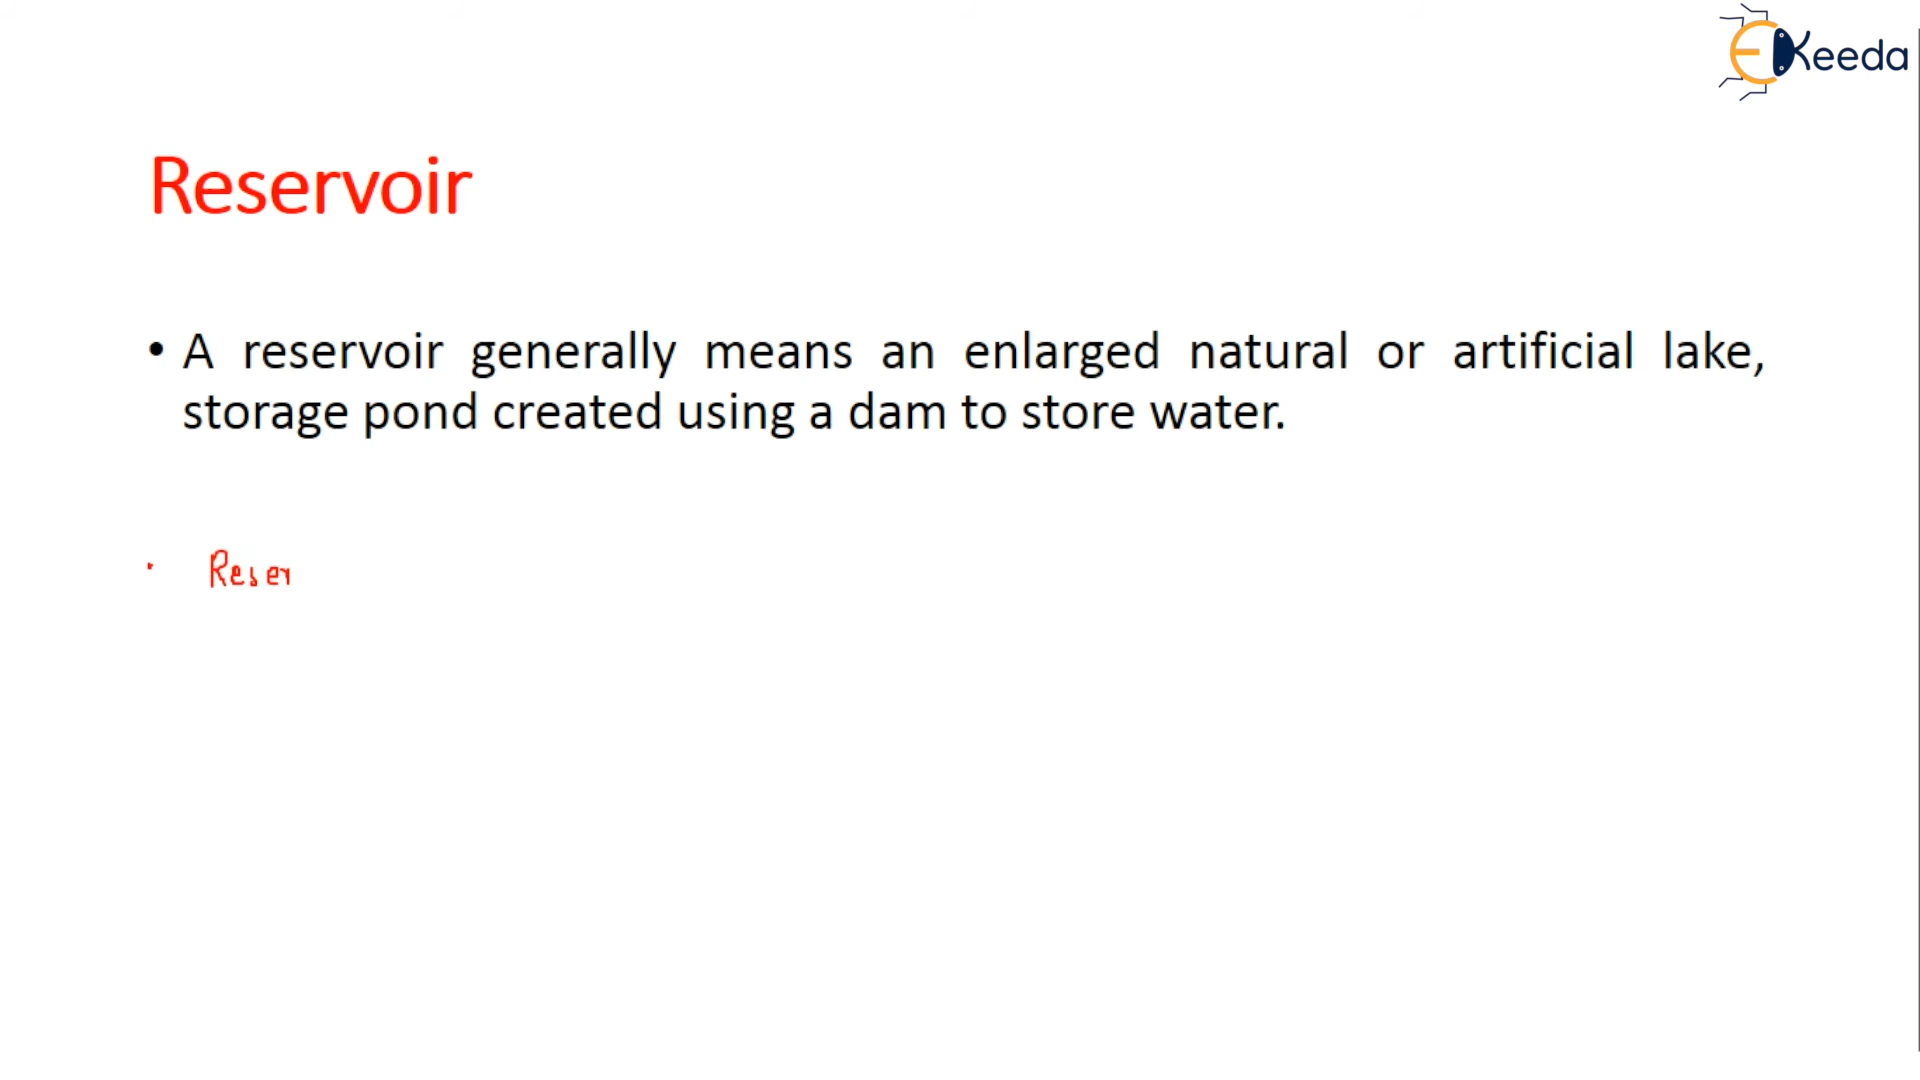 EKeeda
Reservoir
• A reservoir generally means an enlarged natural or artificial lake,
storage pond created using a dam to store water.
· Reser